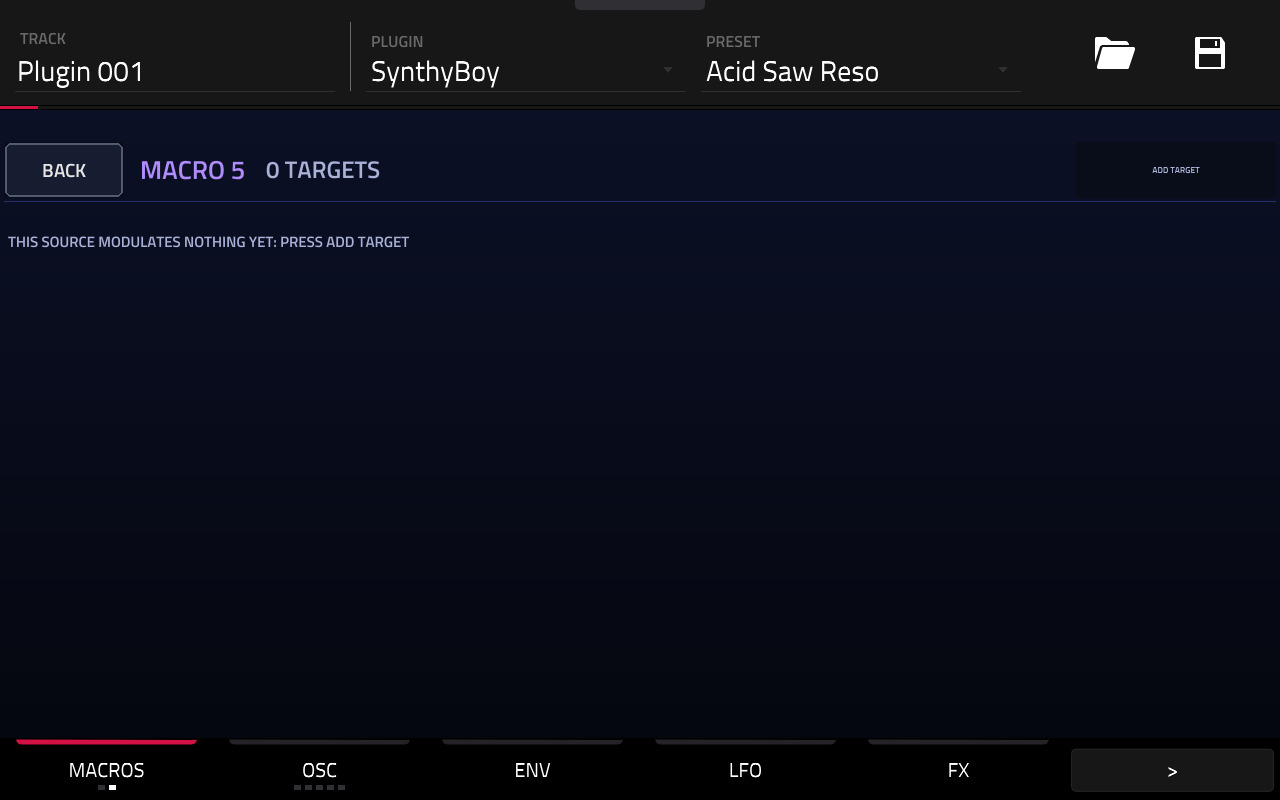 TRACK
Plugin 001
PLUGIN
SynthyBoy
PRESET
Acid Saw Reso
BACK
MACRO 5
0 TARGETS
ADD TARGET
THIS SOURCE MODULATES NOTHING YET: PRESS ADD TARGET
MACROS
OSC
ENV
LFO
FX
>